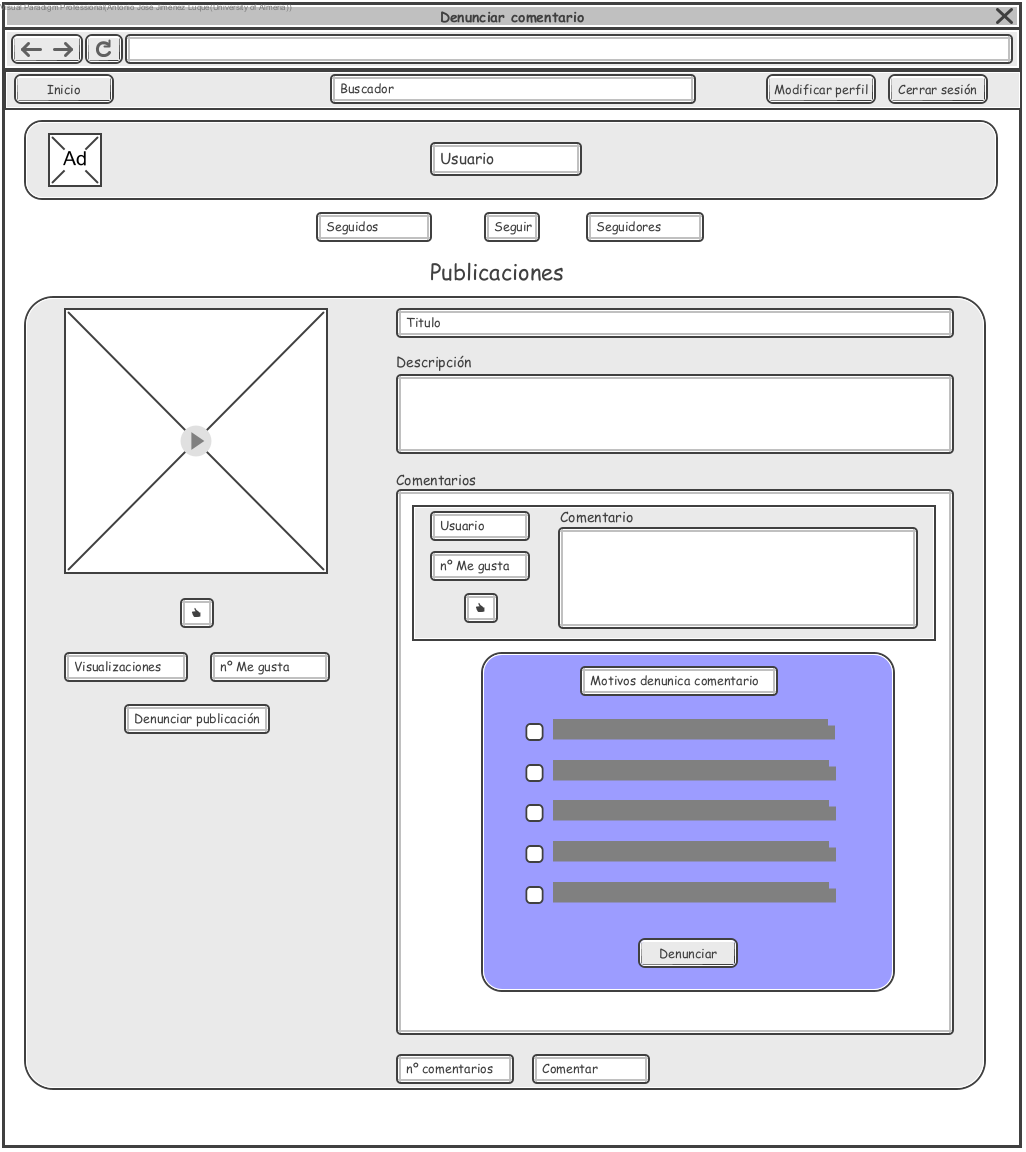 Visual Paradigm Professional(Antonio José Jiménez Luque(University of Almeria))
Denunciar comentario
Inicio
Buscador
Modificar perfil
Cerrar sesión
Ad
Usuario
Seguidos
Seguir
Seguidores
Publicaciones
Titulo
Descripción
Comentarios
Usuario
Comentario
nº Me gusta
Visualizaciones
nº Me gusta
Denunciar publicación
Motivos denunica comentario
Denunciar
nº comentarios
Comentar